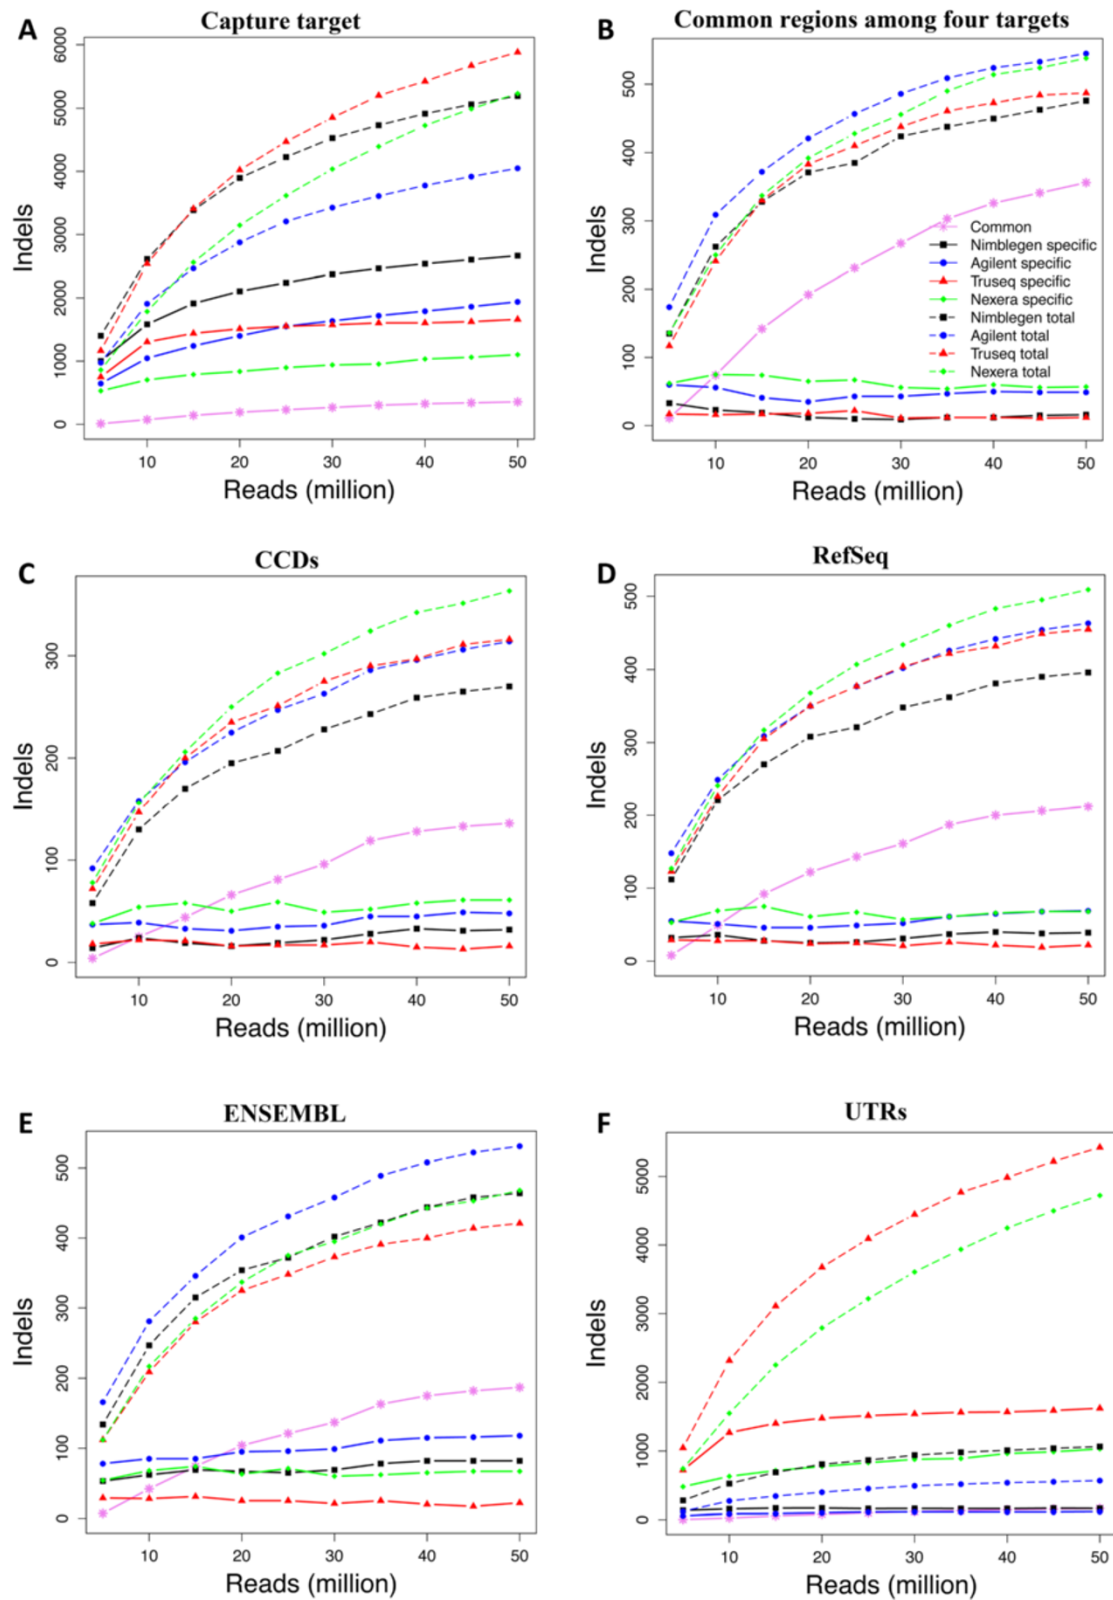 A
Capture target
Indels
0
1000
2000
3000
4000
5000
6000
10
20
30
40
50
Reads (million)
B
Common regions among four targets
Indels
0
100
200
300
400
500
Common
Nimblegen specific
Agilent specific
Truseq specific
Nexera specific
Nimblegen total
Agilent total
Truseq total
Nexera total
10
20
30
40
50
Reads (million)
C
CCDs
Indels
0
100
200
300
10
20
30
40
50
Reads (million)
D
RefSeq
Indels
0
100
200
300
400
500
10
20
30
40
50
Reads (million)
E
ENSEMBL
Indels
0
100
200
300
400
500
10
20
30
40
50
Reads (million)
F
UTRs
Indels
0
1000
2000
3000
4000
5000
10
20
30
40
50
Reads (million)